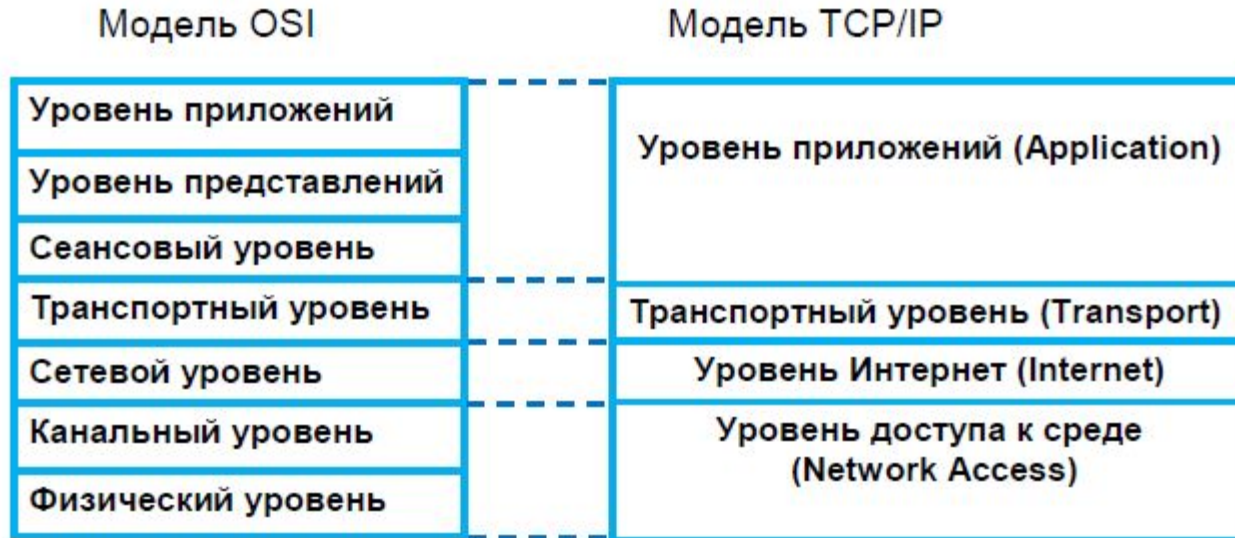 Модель OSI
Модель TCP/IP
Уровень приложений
Уровень представлений
Сеансовый уровень
Транспортный уровень
Сетевой уровень
Канальный уровень
Физический уровень
Уровень приложений (Application)
Транспортный уровень (Transport)
Уровень Интернет (Internet)
Уровень доступа к среде
(Network Access)